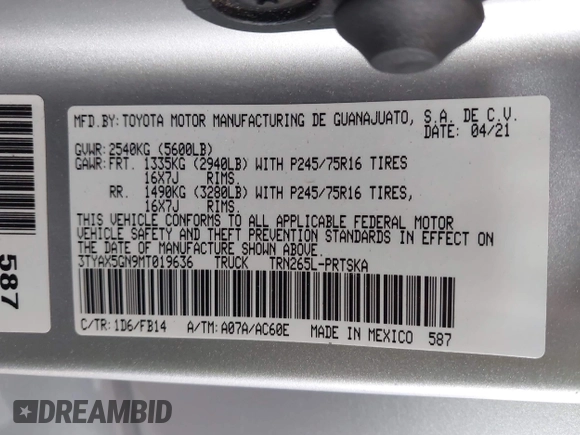 MFD.BY: TOYOTA MOTOR MANUFACTURING DE GUANAJUATO, S.A. DE C.V.
DATE: 04/21
GVWR: 2540KG (5600LB)
GAWR: FRT. 1335KG (2940LB) WITH P245/75R16 TIRES
16X7J RIMS,
RR. 1490KG (3280LB) WITH P245/75R16 TIRES,
16X7J RIMS,
THIS VEHICLE CONFORMS TO ALL APPLICABLE FEDERAL MOTOR
VEHICLE SAFETY AND THEFT PREVENTION STANDARDS IN EFFECT ON
THE DATE OF MANUFACTURE SHOWN ABOVE.
3TYAX5GN9MT019636 TRUCK TRN265L-PRTSKA
C/TR: 1D6/FB14 A/TM: A07A/AC60E MADE IN MEXICO 587
587
DREAMBID